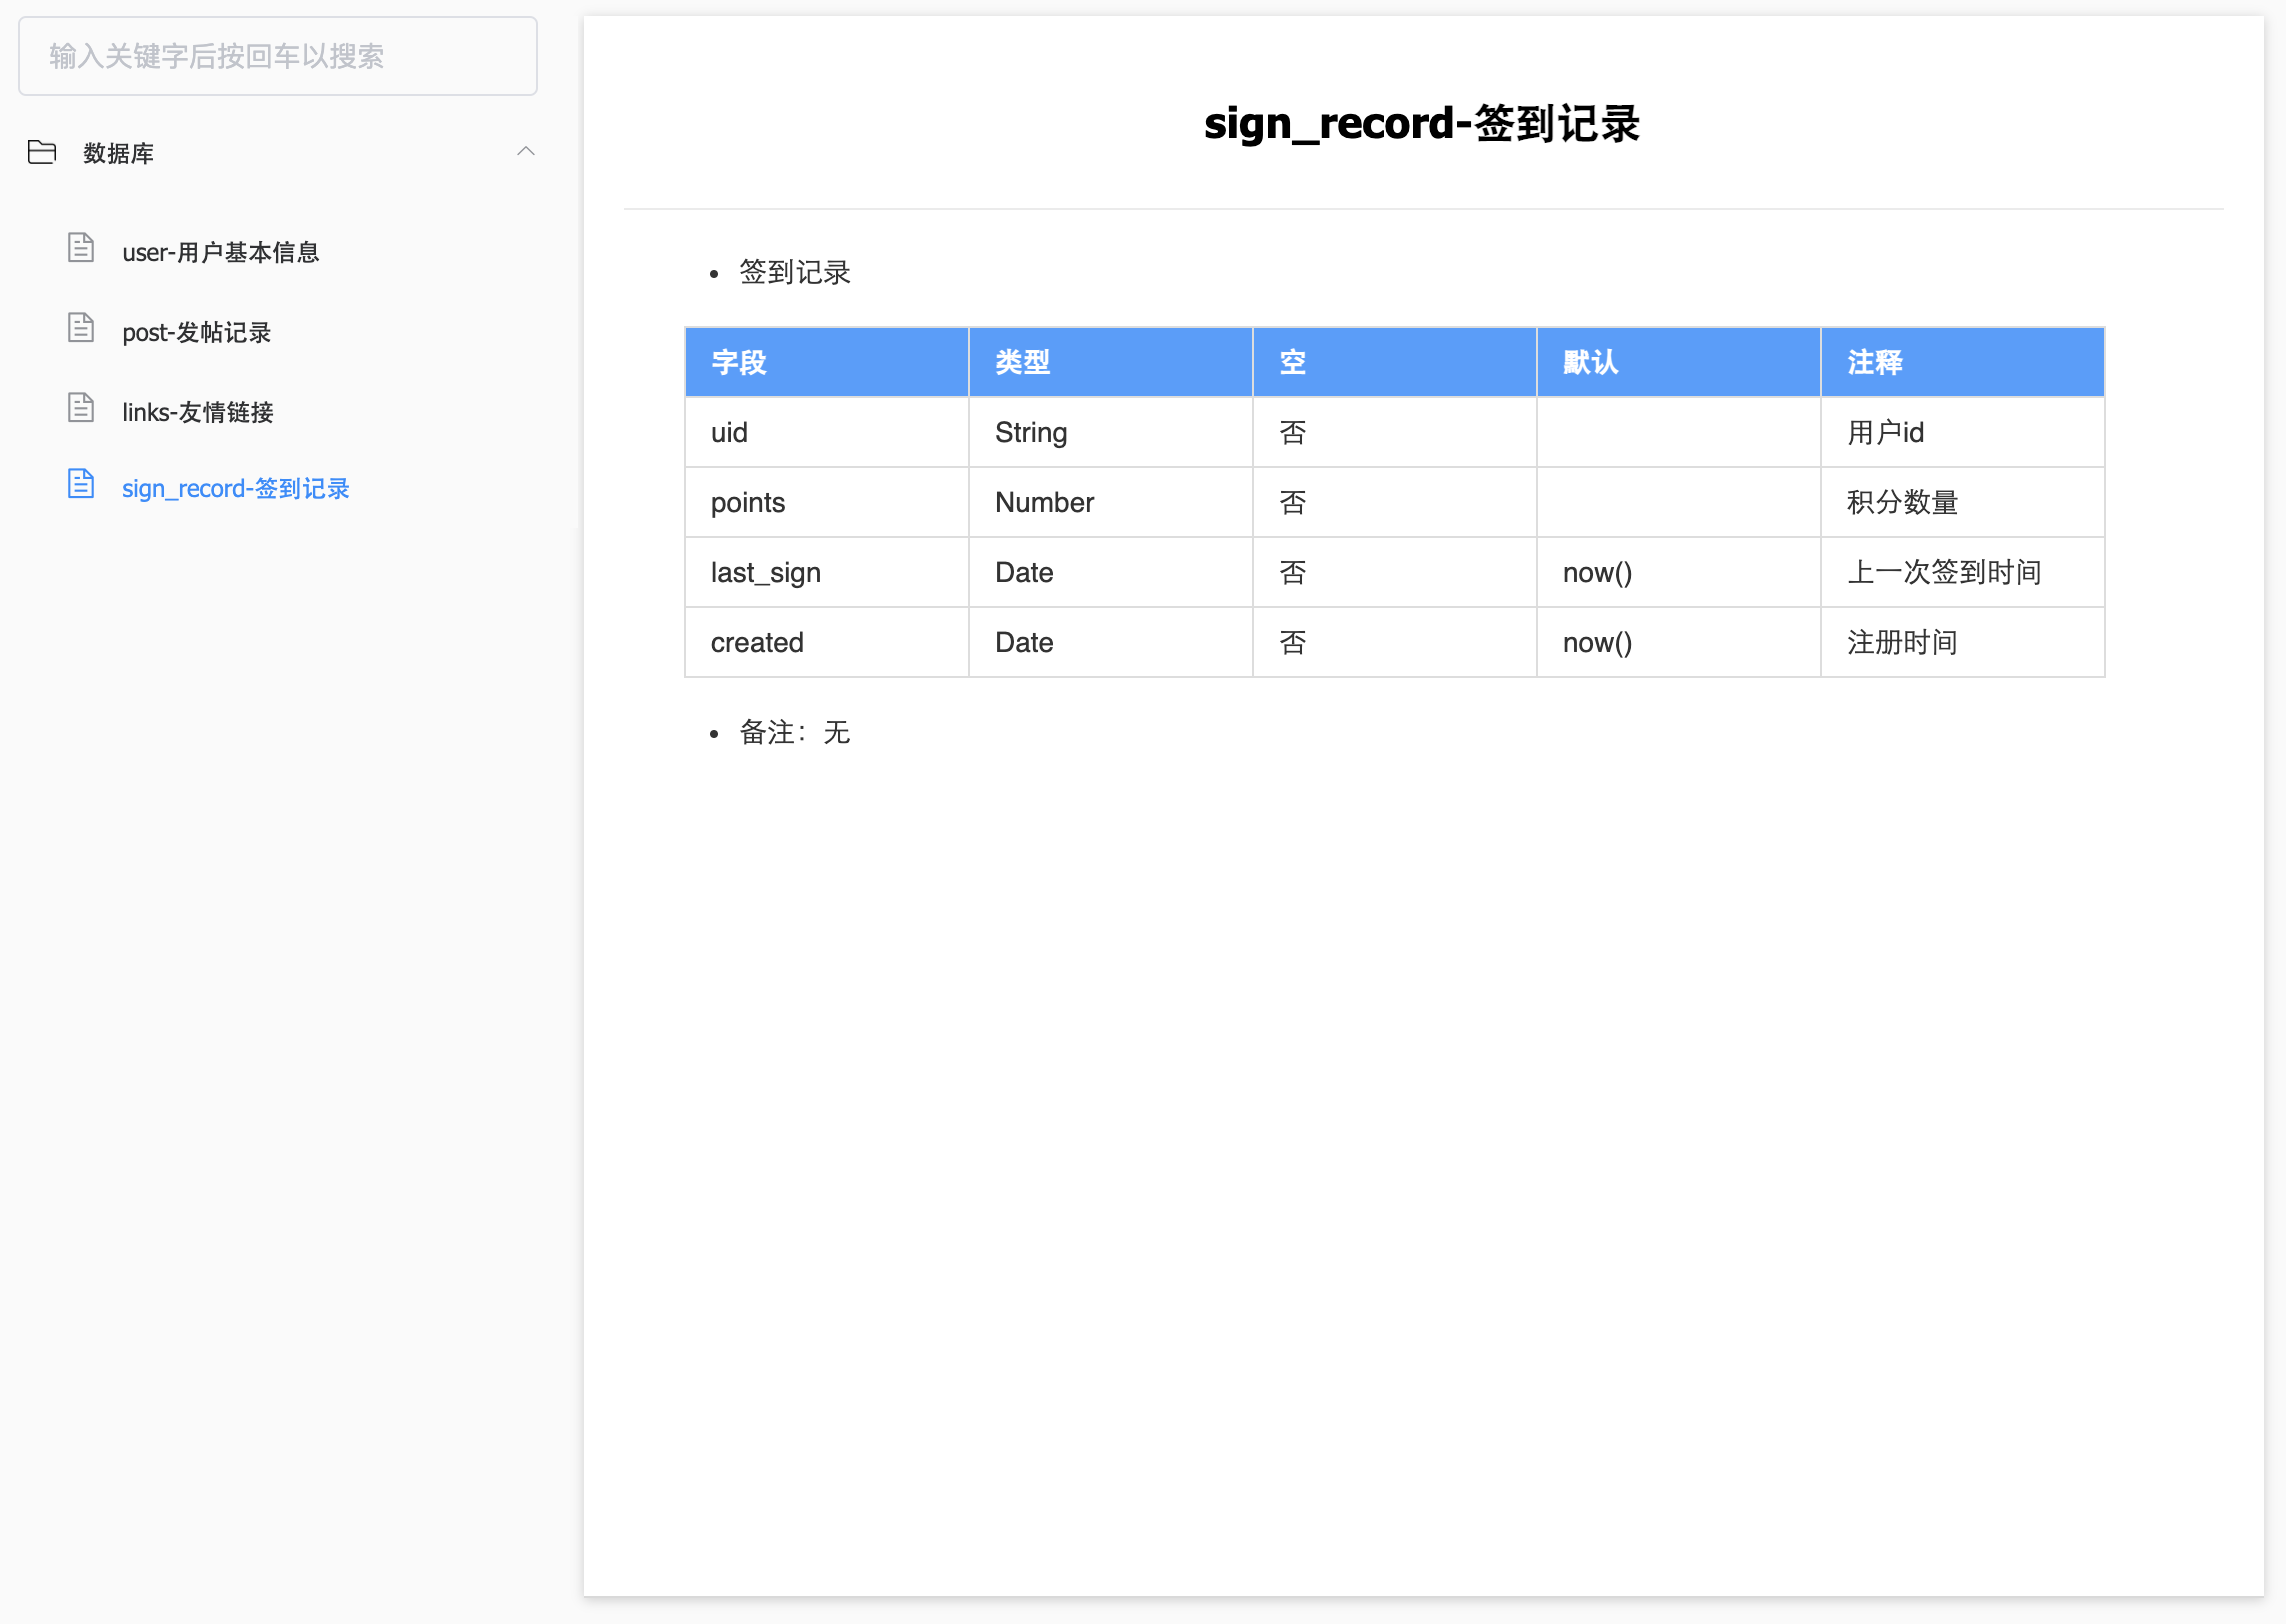 输入关键字后按回车以搜索
数据库
user-用户基本信息
post-发帖记录
links-友情链接
sign_record-签到记录
sign_record-签到记录
签到记录
字段 类型 空 默认 注释
uid String 否 用户id
points Number 否 积分数量
last_sign Date 否 now() 上一次签到时间
created Date 否 now() 注册时间
备注：无